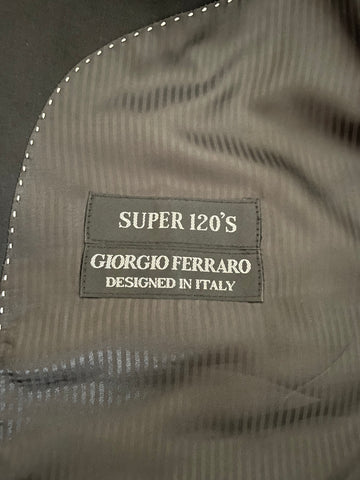 SUPER 120'S
GIORGIO FERRARO
DESIGNED IN ITALY